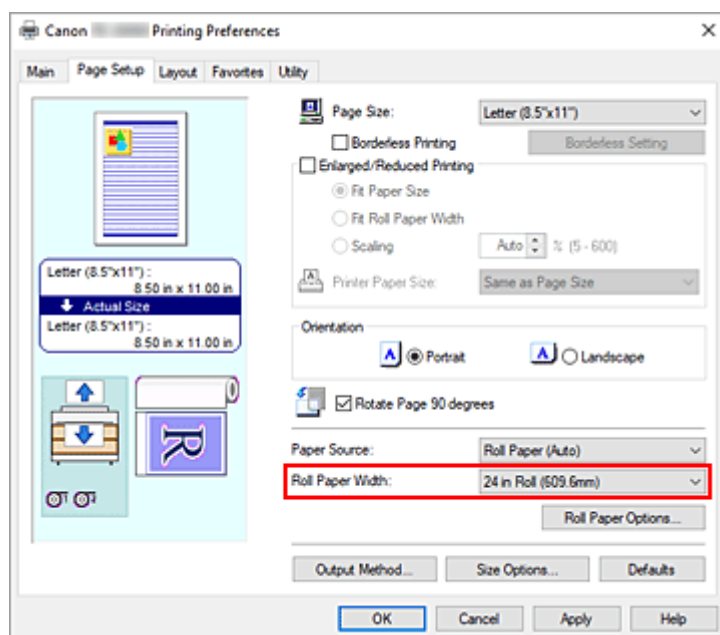 Canon Printing Preferences
Main Page Setup Layout Favorites Utility
Page Size: Letter (8.5"x11")
Borderless Printing Borderless Setting
Enlarged/Reduced Printing
Fit Paper Size
Fit Roll Paper Width
Scaling Auto % (5 - 600)
Printer Paper Size: Same as Page Size
Letter (8.5"x11") :
8.50 in x 11.00 in
Actual Size
Letter (8.5"x11") :
8.50 in x 11.00 in
Orientation
A Portrait A Landscape
Rotate Page 90 degrees
R
Paper Source: Roll Paper (Auto)
Roll Paper Width: 24 in Roll (609.6mm)
Roll Paper Options...
Output Method... Size Options... Defaults
OK Cancel Apply Help